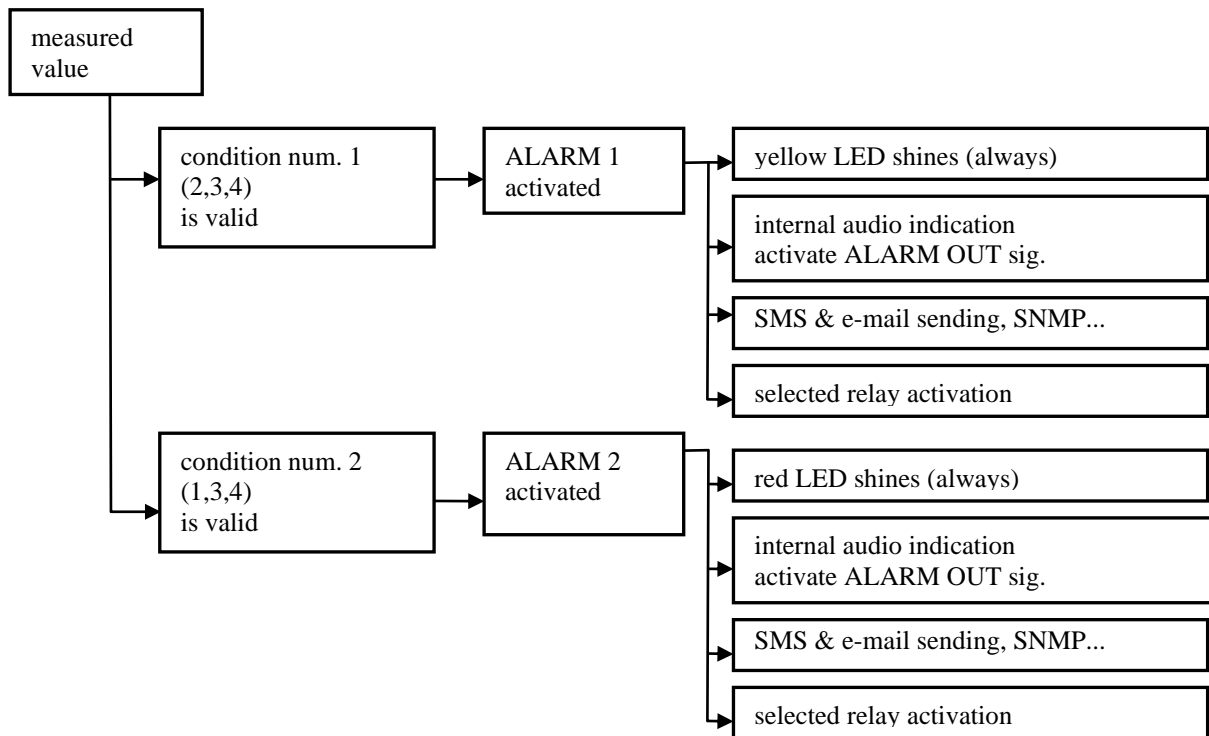 measured
value
condition num. 1
(2,3,4)
is valid
ALARM 1
activated
yellow LED shines (always)
internal audio indication
activate ALARM OUT sig.
SMS & e-mail sending, SNMP...
selected relay activation
condition num. 2
(1,3,4)
is valid
ALARM 2
activated
red LED shines (always)
internal audio indication
activate ALARM OUT sig.
SMS & e-mail sending, SNMP...
selected relay activation